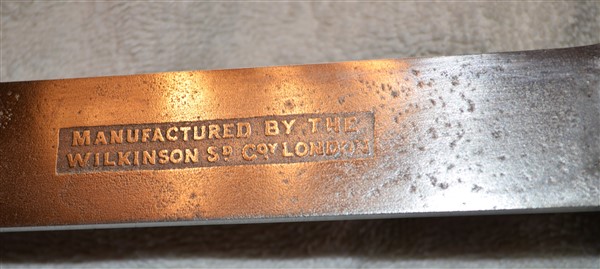 MANUFACTURED BY THE
WILKINSON SD COY LONDON